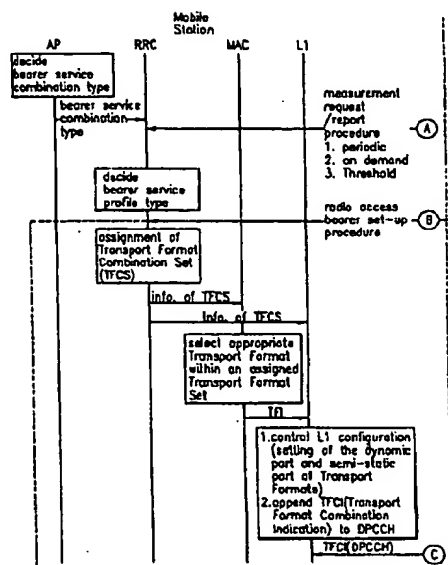 Mobile
Station
AP RRC MAC L1
decide
bearer service
combination type
bearer service
combination
type
measurement
request
/report
procedure
1. periodic
2. on demand
3. Threshold
A
decide
bearer service
profile type
radio access
bearer set-up
procedure
B
assignment of
Transport Format
Combination Set
(TFCS)
info. of TFCS
info. of TFCS
select appropriate
Transport Format
within an assigned
Transport Format
Set
TFI
1.control L1 configuration
(setting of the dynamic
part and semi-static
part of Transport
Formats)
2.append TFCI(Transport
Format Combination
Indication) to DPCCH
TFCI(DPCCH)
C